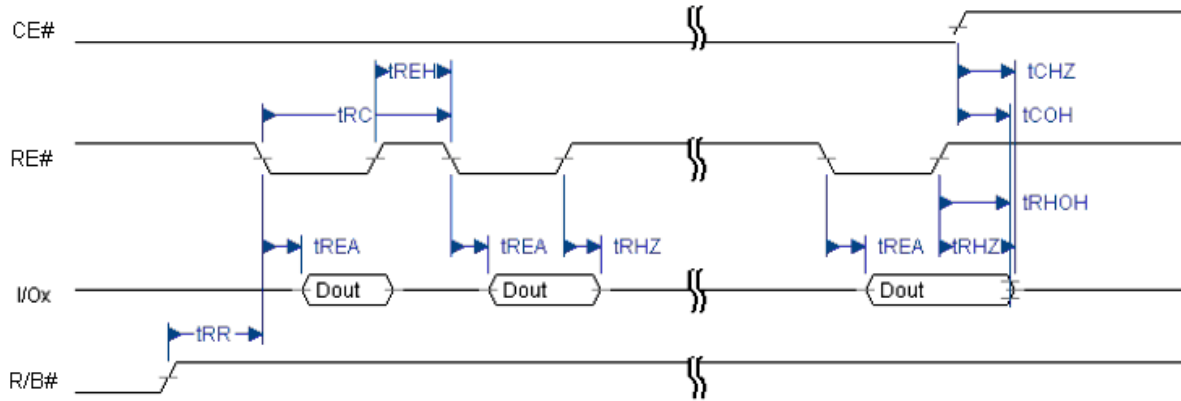 CE#
tREH
tCHZ
tRC
tCOH
RE#
tRHOH
tREA
tREA
tRHZ
tREA
tRHZ
I/Ox
Dout
Dout
Dout
tRR
R/B#